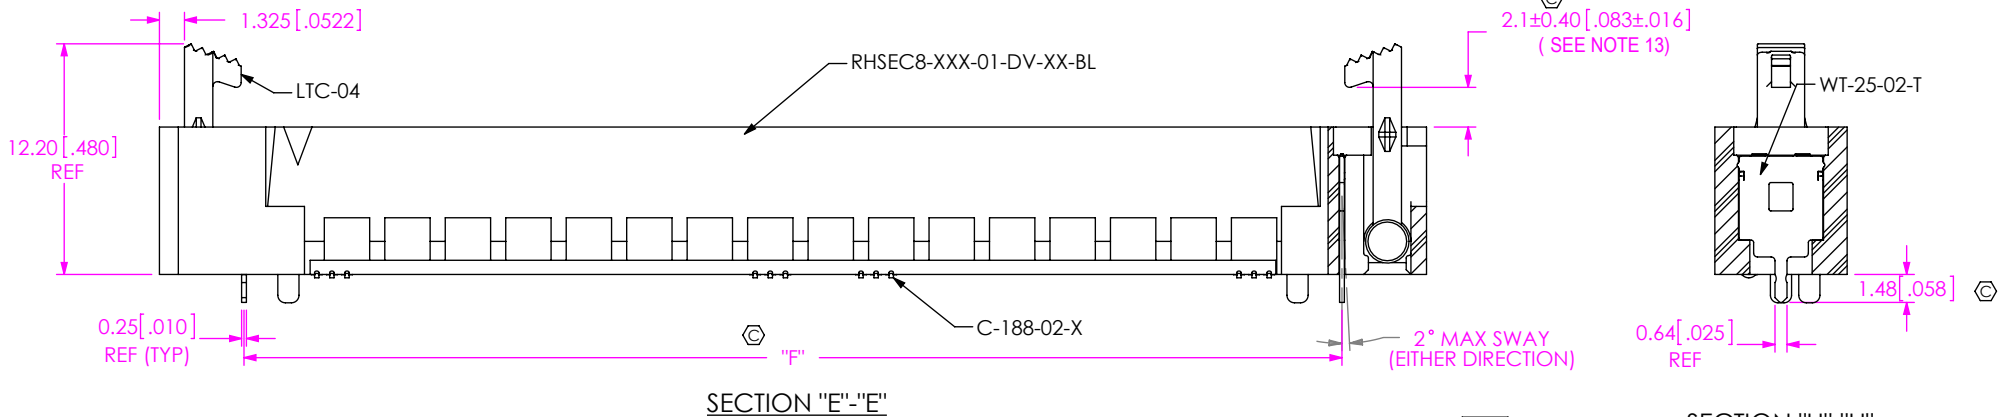 C
1.325 [.0522]
2.1±0.40 [.083±.016]
( SEE NOTE 13)
RHSEC8-XXX-01-DV-XX-BL
LTC-04
WT-25-02-T
12.20 [.480]
REF
1.48[.058]
C
0.25[.010]
REF (TYP)
C
C-188-02-X
"F"
2° MAX SWAY
(EITHER DIRECTION)
0.64[.025]
REF
SECTION "E"-"E"